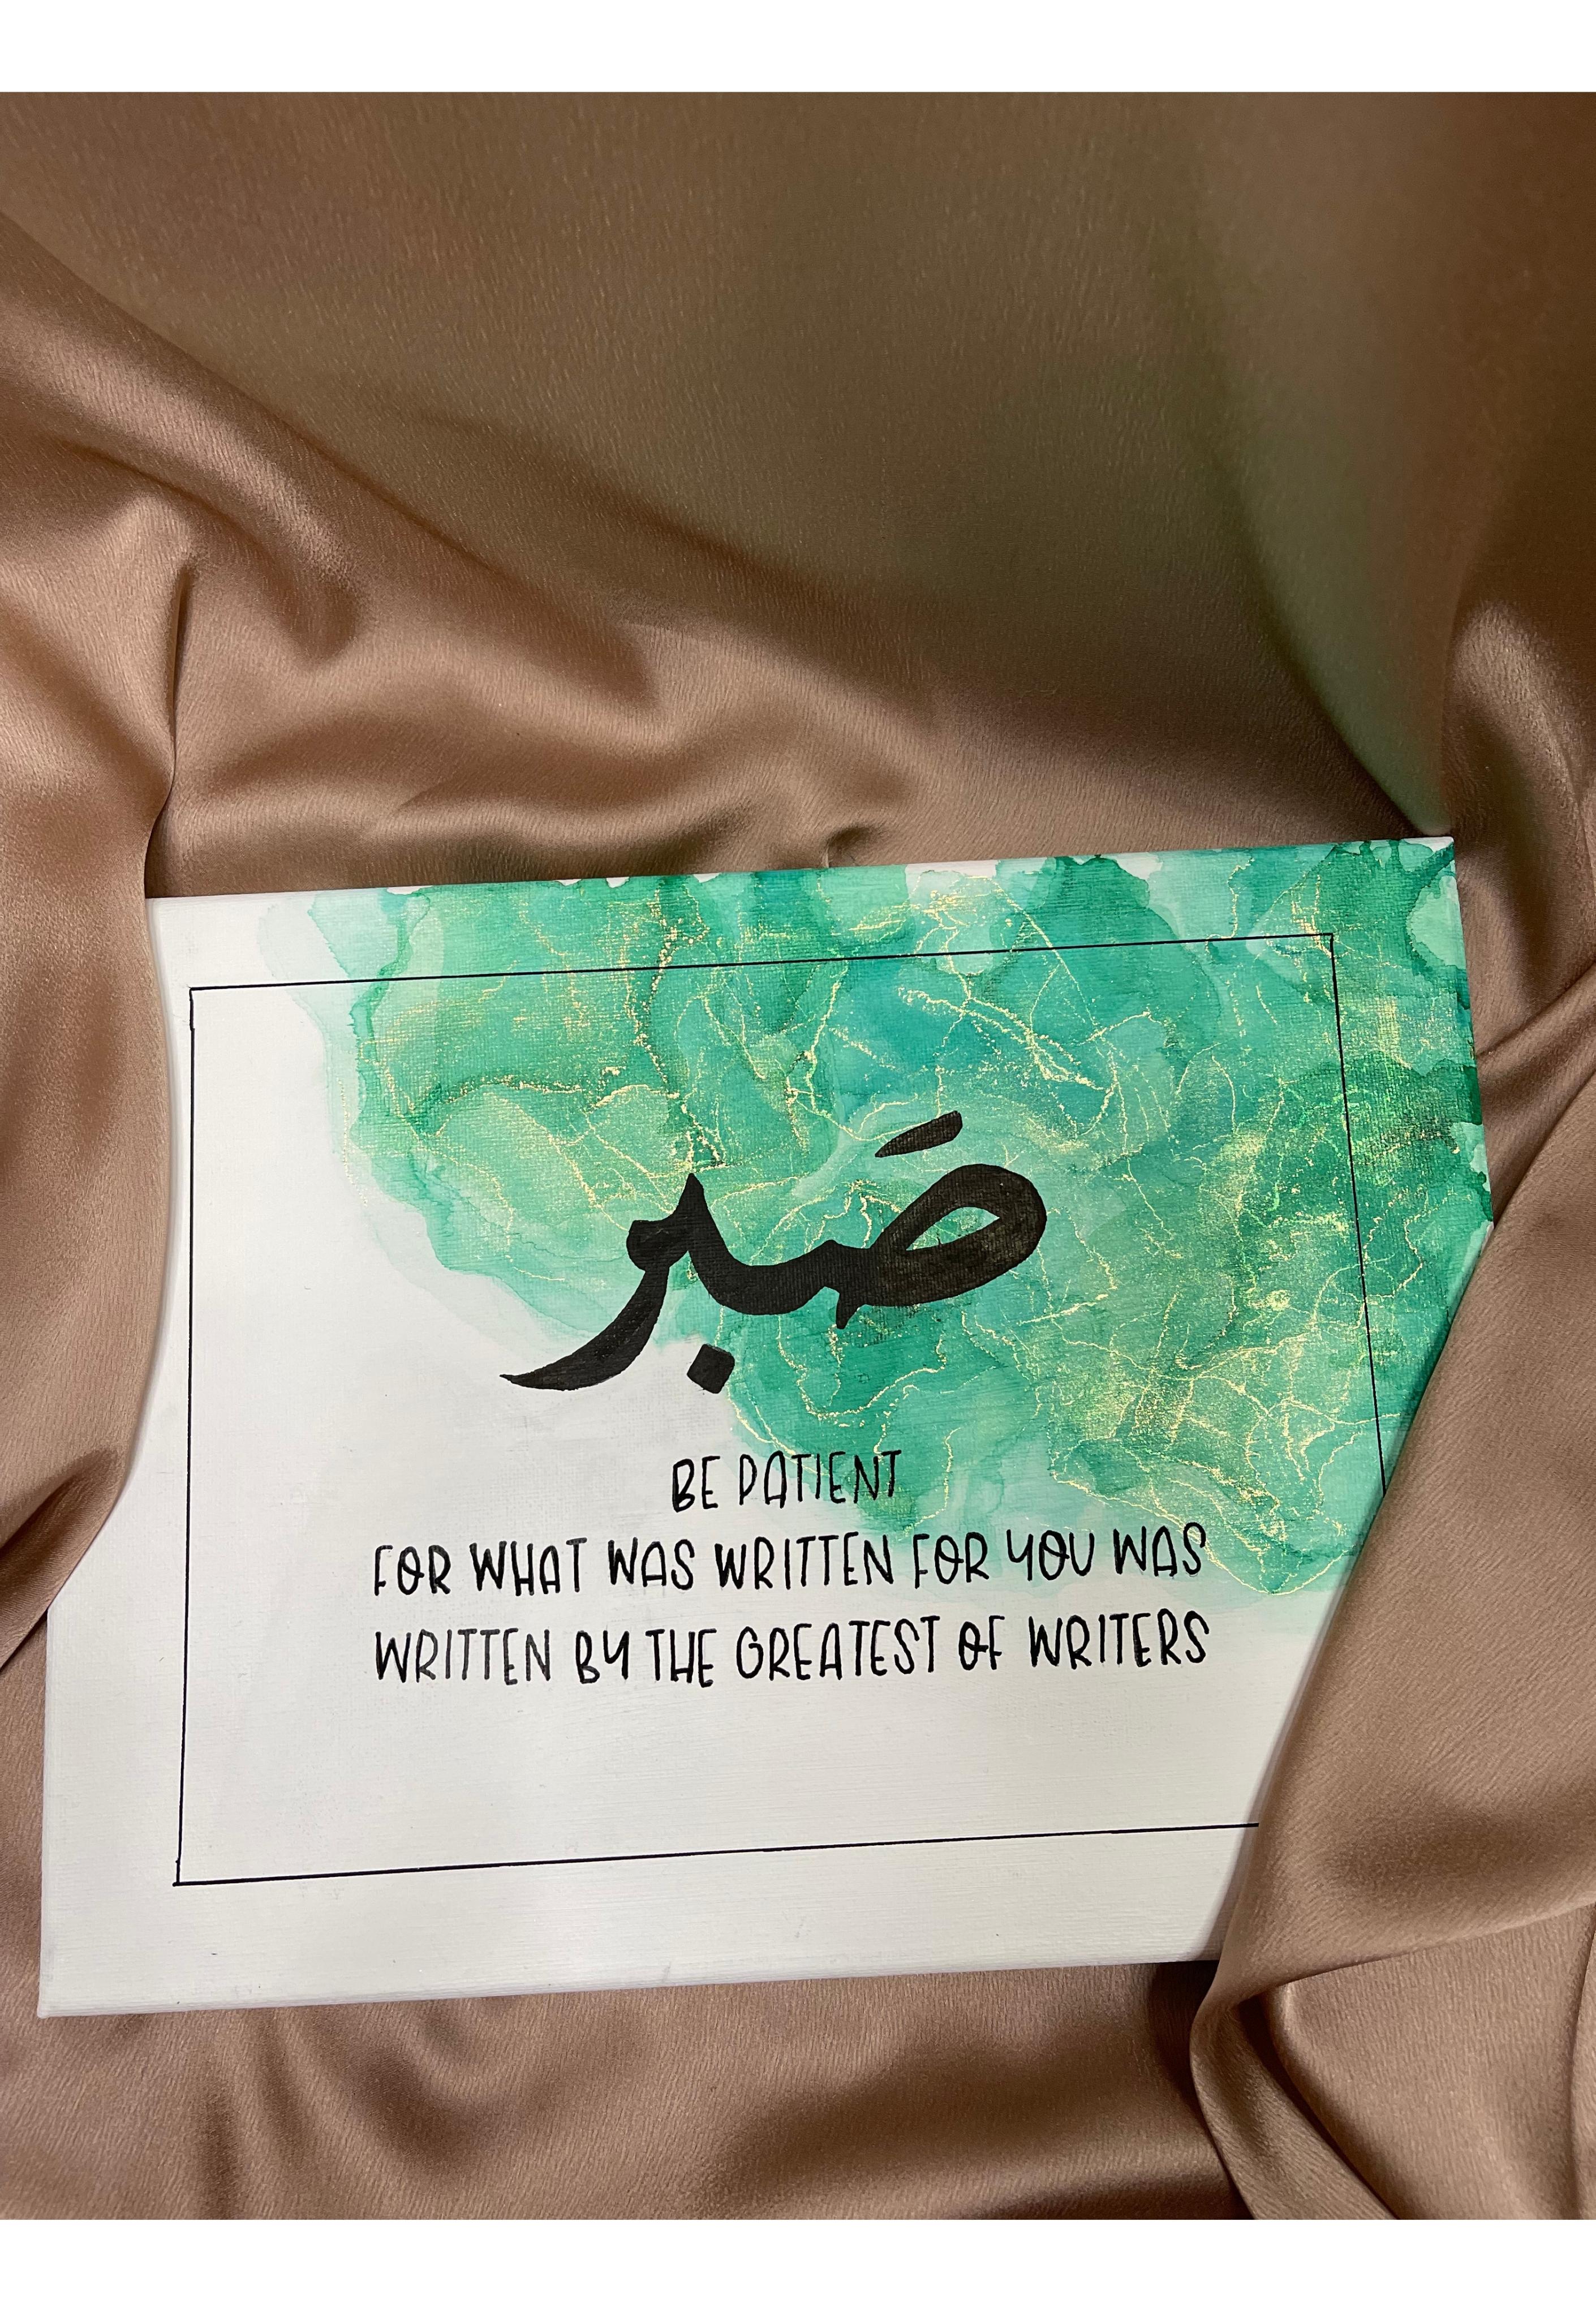 صَبر
BE PATIENT
FOR WHAT WAS WRITTEN FOR YOU WAS
WRITTEN BY THE GREATEST OF WRITERS